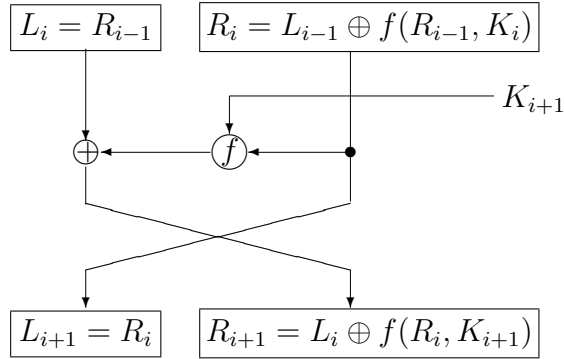 L_i = R_{i−1}
R_i = L_{i−1} ⊕ f(R_{i−1}, K_i)
K_{i+1}
⊕
f
L_{i+1} = R_i
R_{i+1} = L_i ⊕ f(R_i, K_{i+1})